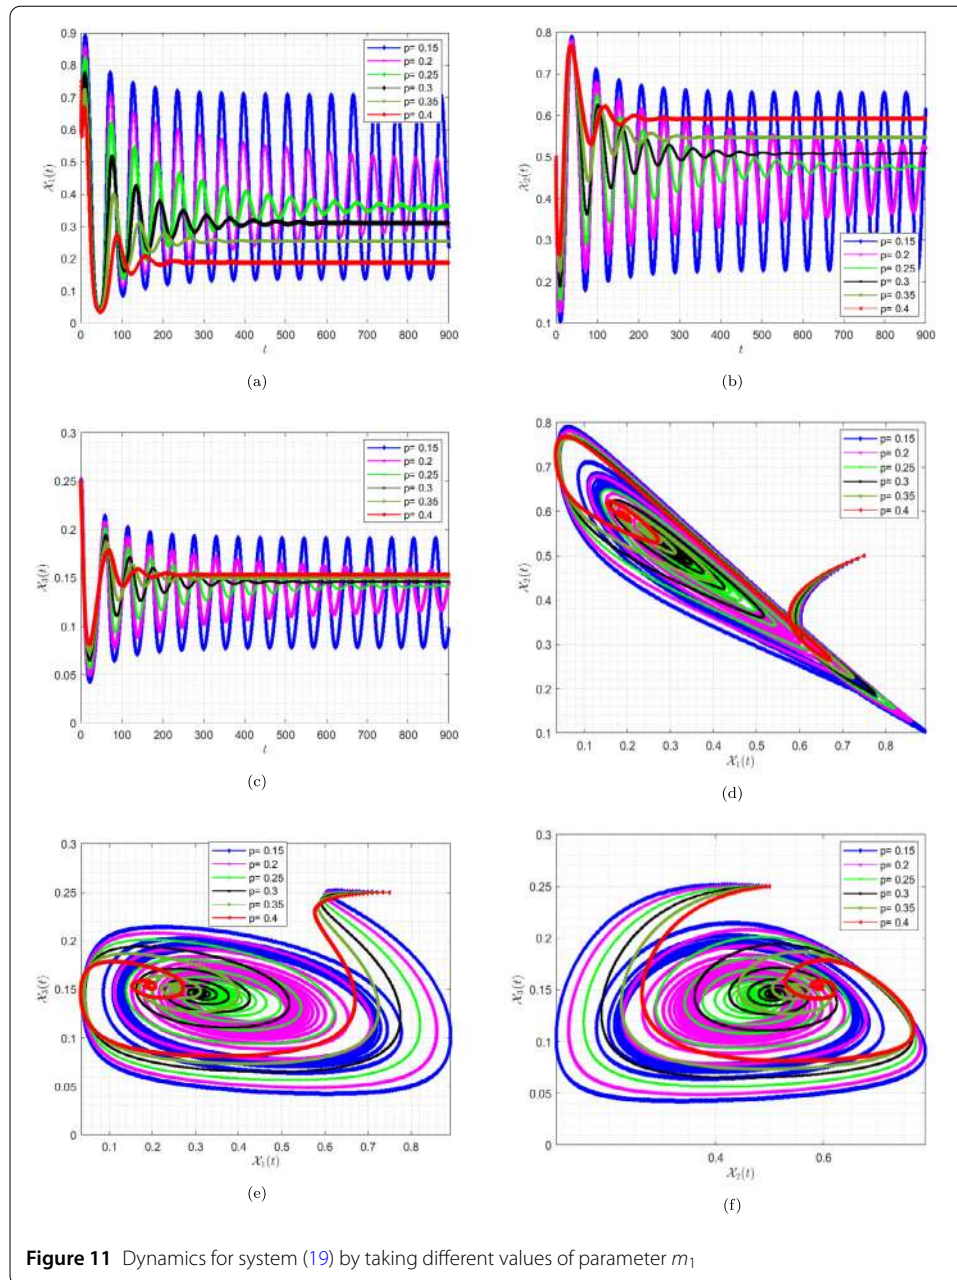 0.9
0.8
0.7
0.6
0.5
0.4
0.3
0.2
0.1
0
0 100 200 300 400 500 600 700 800 900
𝒳₁(t)
t
p= 0.15
p= 0.2
p= 0.25
p= 0.3
p= 0.35
p= 0.4
(a)
0.8
0.7
0.6
0.5
0.4
0.3
0.2
0.1
0 100 200 300 400 500 600 700 800 900
𝒳₂(t)
t
p= 0.15
p= 0.2
p= 0.25
p= 0.3
p= 0.35
p= 0.4
(b)
0.3
0.25
0.2
0.15
0.1
0.05
0
0 100 200 300 400 500 600 700 800 900
𝒳₃(t)
t
p= 0.15
p= 0.2
p= 0.25
p= 0.3
p= 0.35
p= 0.4
(c)
0.8
0.7
0.6
0.5
0.4
0.3
0.2
0.1
0.1 0.2 0.3 0.4 0.5 0.6 0.7 0.8
𝒳₂(t)
𝒳₁(t)
p= 0.15
p= 0.2
p= 0.25
p= 0.3
p= 0.35
p= 0.4
(d)
0.3
0.25
0.2
0.15
0.1
0.05
0
0.1 0.2 0.3 0.4 0.5 0.6 0.7 0.8
𝒳₃(t)
𝒳₁(t)
p= 0.15
p= 0.2
p= 0.25
p= 0.3
p= 0.35
p= 0.4
(e)
0.3
0.25
0.2
0.15
0.1
0.05
0
0.4 0.6
𝒳₃(t)
𝒳₂(t)
p= 0.15
p= 0.2
p= 0.25
p= 0.3
p= 0.35
p= 0.4
(f)
Figure 11 Dynamics for system (19) by taking different values of parameter m₁